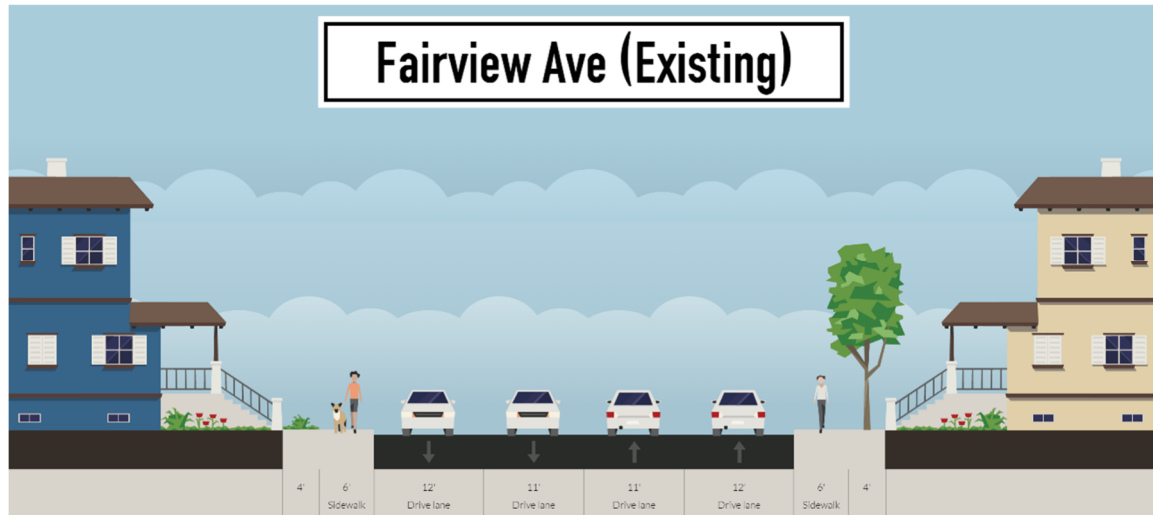 Fairview Ave (Existing)
4' 6' 12' 11' 11' 12' 6' 4'
Sidewalk Drive lane Drive lane Drive lane Drive lane Sidewalk